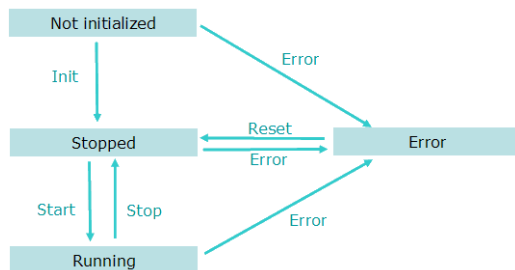 Not initialized
Error
Init
Reset
Stopped
Error
Error
Start
Stop
Error
Running